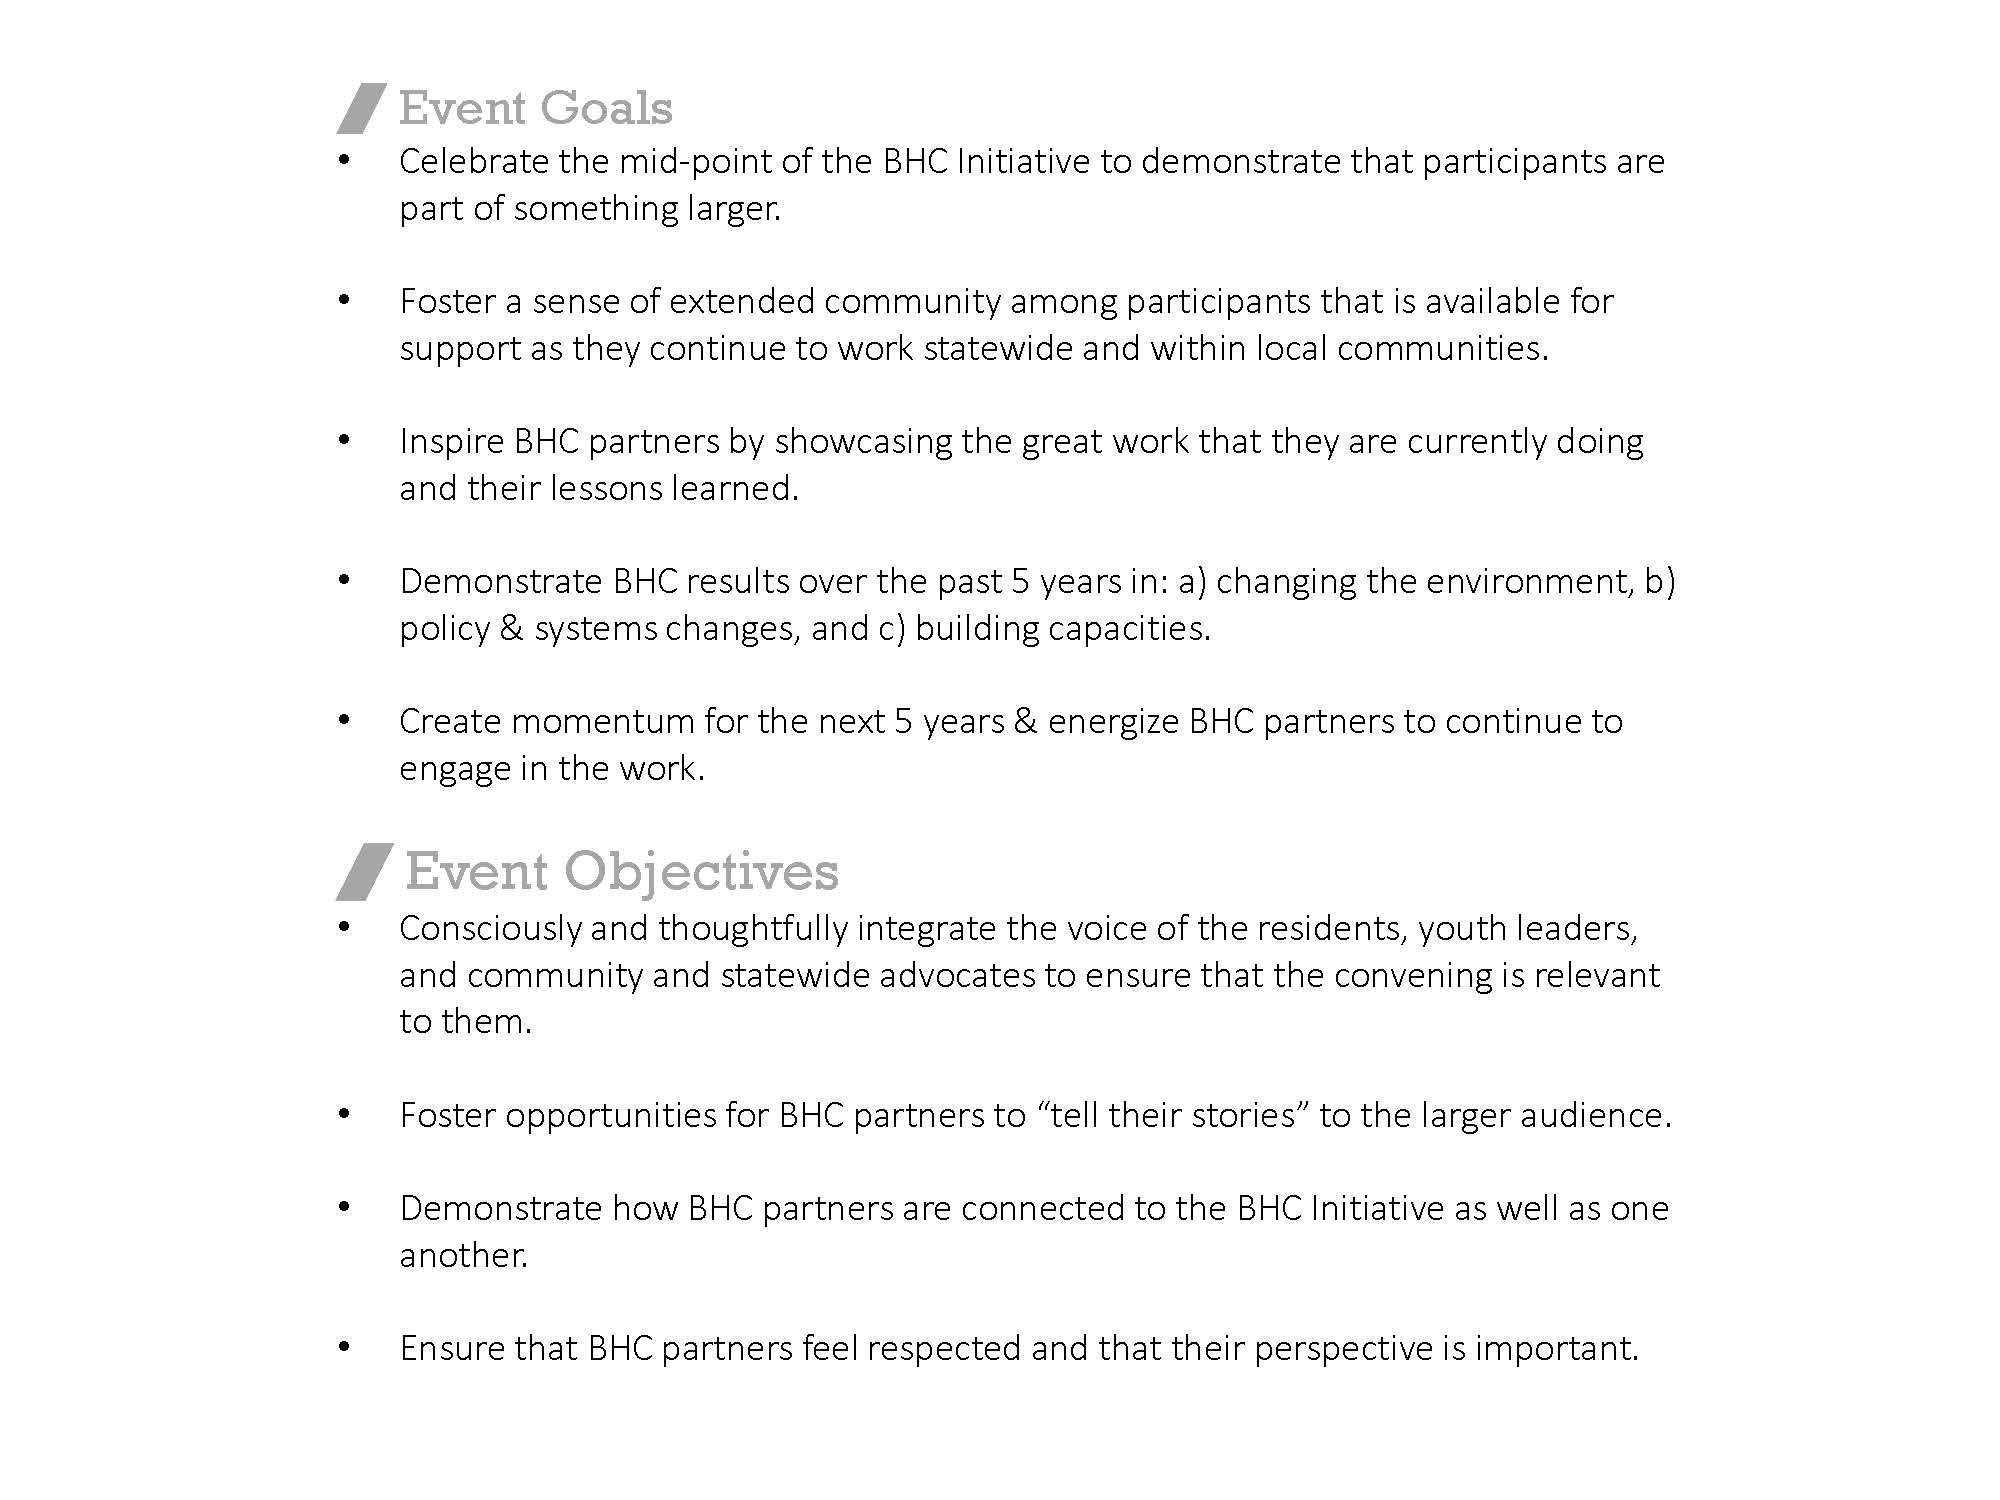 Event Goals
• Celebrate the mid-point of the BHC Initiative to demonstrate that participants are
part of something larger.
• Foster a sense of extended community among participants that is available for
support as they continue to work statewide and within local communities.
• Inspire BHC partners by showcasing the great work that they are currently doing
and their lessons learned.
• Demonstrate BHC results over the past 5 years in: a) changing the environment, b)
policy & systems changes, and c) building capacities.
• Create momentum for the next 5 years & energize BHC partners to continue to
engage in the work.
Event Objectives
• Consciously and thoughtfully integrate the voice of the residents, youth leaders,
and community and statewide advocates to ensure that the convening is relevant
to them.
• Foster opportunities for BHC partners to “tell their stories” to the larger audience.
• Demonstrate how BHC partners are connected to the BHC Initiative as well as one
another.
• Ensure that BHC partners feel respected and that their perspective is important.